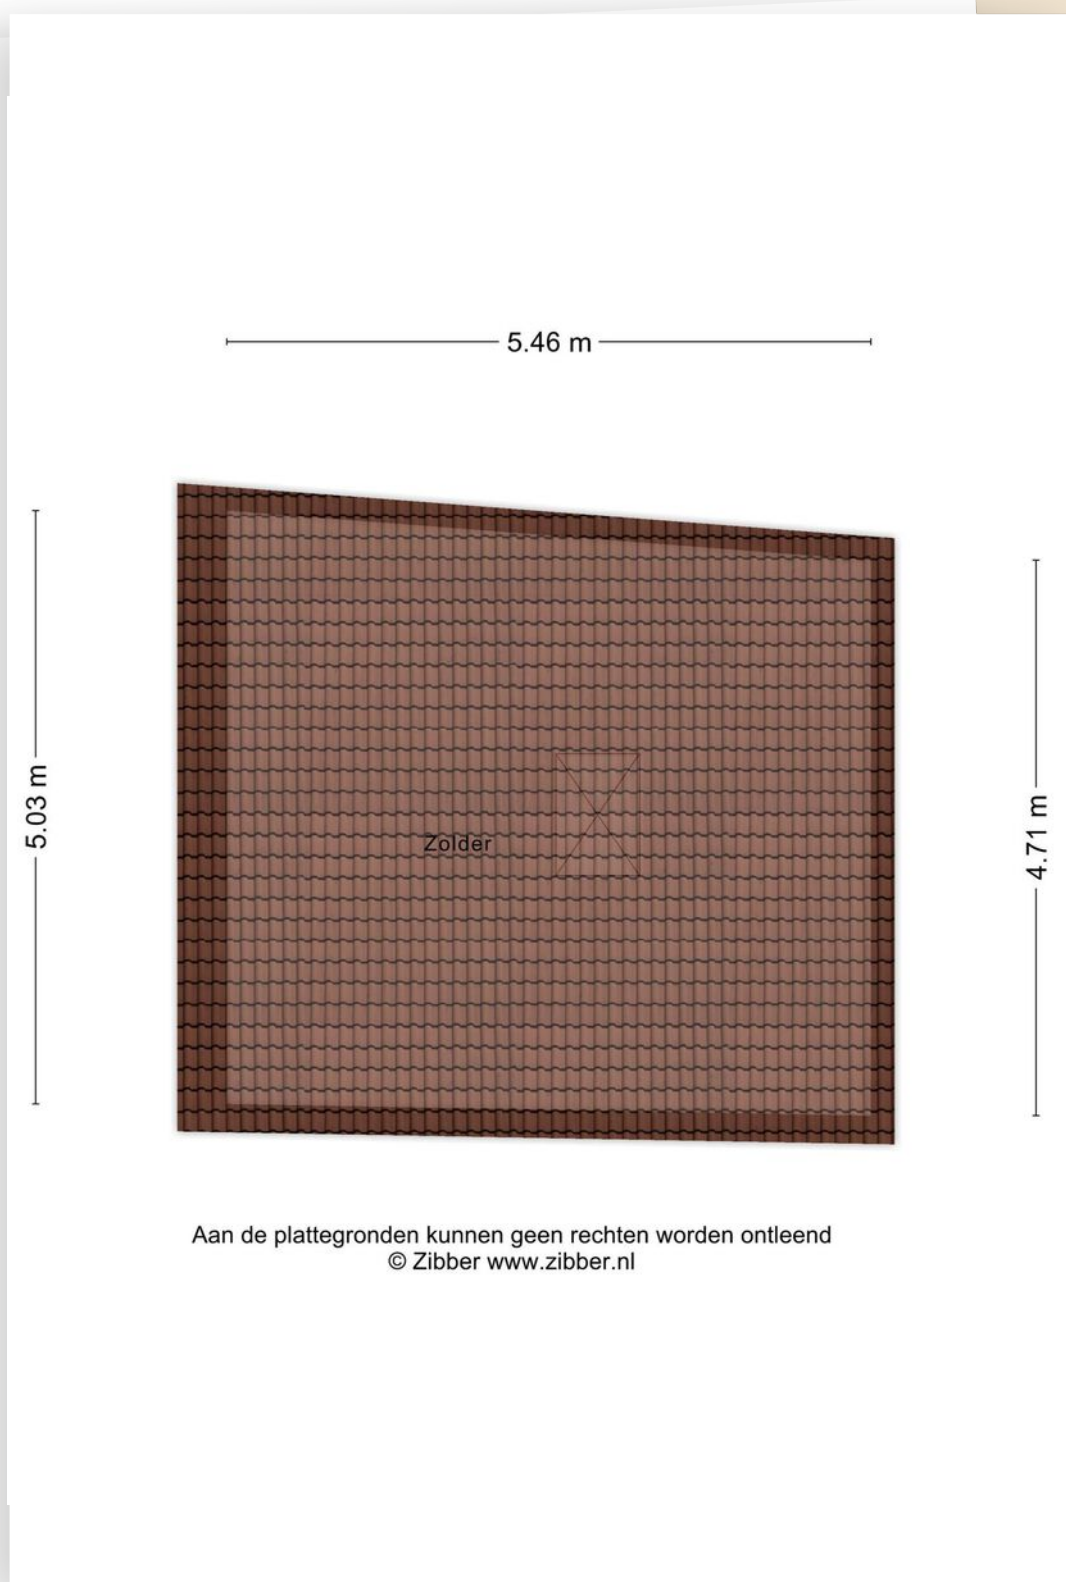 5.46 m
5.03 m
4.71 m
Zolder
Aan de plattegronden kunnen geen rechten worden ontleend
© Zibber www.zibber.nl